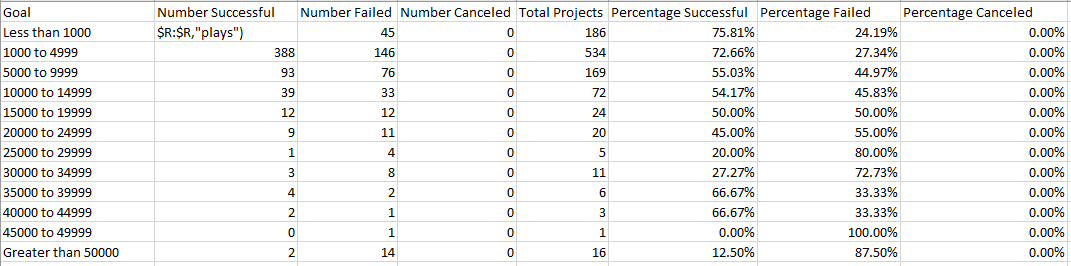 Goal Number Successful Number Failed Number Canceled Total Projects Percentage Successful Percentage Failed Percentage Canceled
Less than 1000 $R:$R,"plays") 45 0 186 75.81% 24.19% 0.00%
1000 to 4999 388 146 0 534 72.66% 27.34% 0.00%
5000 to 9999 93 76 0 169 55.03% 44.97% 0.00%
10000 to 14999 39 33 0 72 54.17% 45.83% 0.00%
15000 to 19999 12 12 0 24 50.00% 50.00% 0.00%
20000 to 24999 9 11 0 20 45.00% 55.00% 0.00%
25000 to 29999 1 4 0 5 20.00% 80.00% 0.00%
30000 to 34999 3 8 0 11 27.27% 72.73% 0.00%
35000 to 39999 4 2 0 6 66.67% 33.33% 0.00%
40000 to 44999 2 1 0 3 66.67% 33.33% 0.00%
45000 to 49999 0 1 0 1 0.00% 100.00% 0.00%
Greater than 50000 2 14 0 16 12.50% 87.50% 0.00%